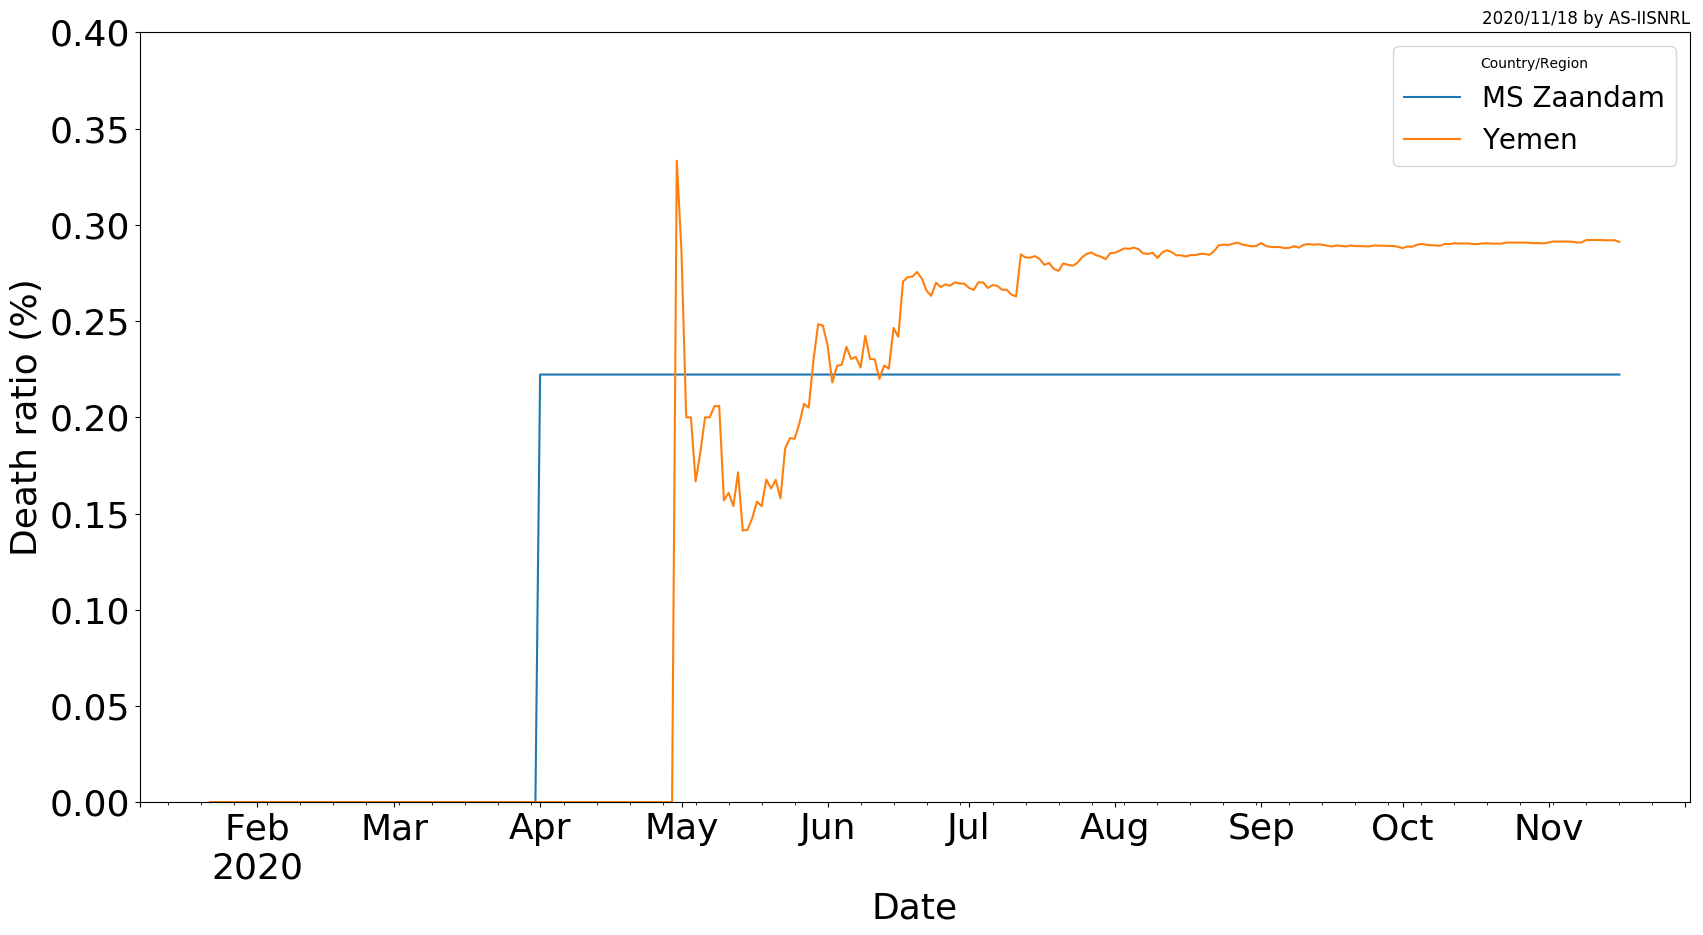 2020/11/18 by AS-IISNRL
Country/Region
MS Zaandam
Yemen
Death ratio (%)
0.40
0.35
0.30
0.25
0.20
0.15
0.10
0.05
0.00
Feb Mar Apr May Jun Jul Aug Sep Oct Nov
2020
Date